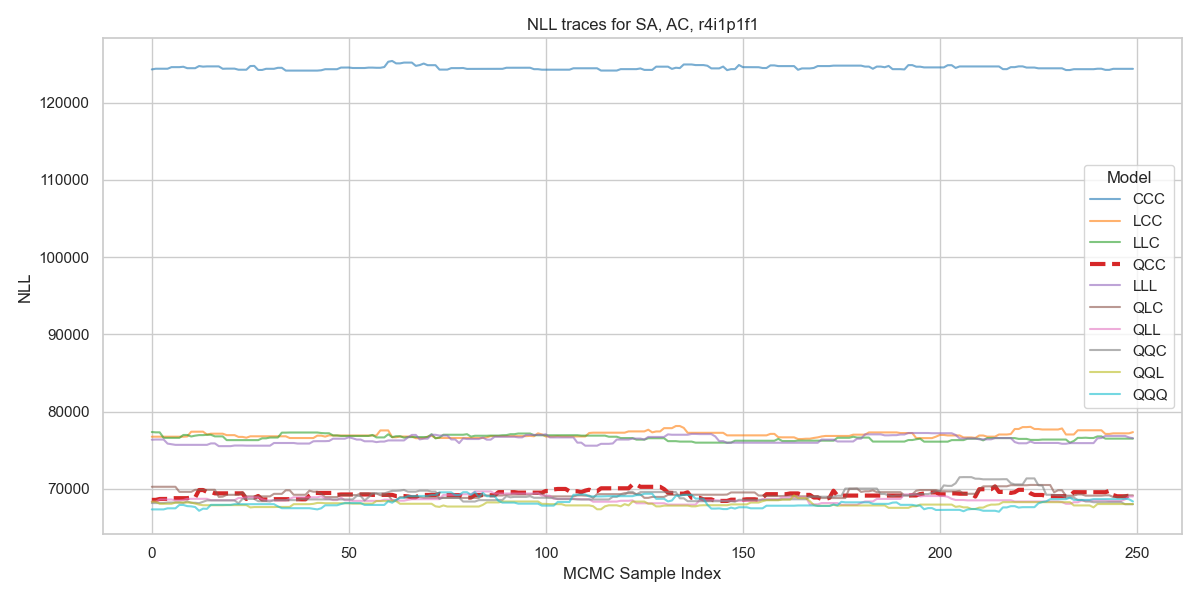 NLL traces for SA, AC, r4i1p1f1
120000
110000
100000
90000
80000
70000
NLL
0
50
100
150
200
250
MCMC Sample Index
Model
CCC
LCC
LLC
QCC
LLL
QLC
QLL
QQC
QQL
QQQ